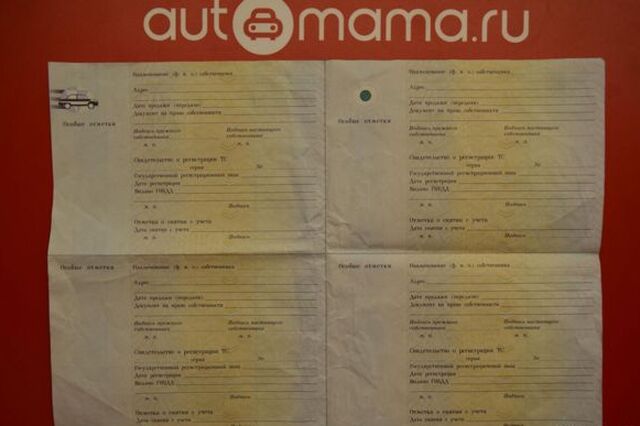 automama.ru
Наименование (ф. и. о.) собственника
Адрес
Дата продажи (передачи)
Документ на право собственности
Особые отметки
Подпись прежнего собственника
Подпись настоящего собственника
м. п.
м. п.
Свидетельство о регистрации ТС
серия №
Государственный регистрационный знак
Дата регистрации
Выдано ГИБДД
м. п. Подпись
Отметка о снятии с учета
Дата снятия с учета
м. п. Подпись
Наименование (ф. и. о.) собственника
Адрес
Дата продажи (передачи)
Документ на право собственности
Особые отметки
Подпись прежнего собственника
Подпись настоящего собственника
м. п.
м. п.
Свидетельство о регистрации ТС
серия №
Государственный регистрационный знак
Дата регистрации
Выдано ГИБДД
м. п. Подпись
Отметка о снятии с учета
Дата снятия с учета
м. п. Подпись
Особые отметки
Наименование (ф. и. о.) собственника
Адрес
Дата продажи (передачи)
Документ на право собственности
Подпись прежнего собственника
Подпись настоящего собственника
м. п.
м. п.
Свидетельство о регистрации ТС
серия №
Государственный регистрационный знак
Дата регистрации
Выдано ГИБДД
м. п. Подпись
Отметка о снятии с учета
Дата снятия с учета
Особые отметки
Наименование (ф. и. о.) собственника
Адрес
Дата продажи (передачи)
Документ на право собственности
Подпись прежнего собственника
Подпись настоящего собственника
м. п.
м. п.
Свидетельство о регистрации ТС
серия №
Государственный регистрационный знак
Дата регистрации
Выдано ГИБДД
м. п. Подпись
Отметка о снятии с учета
Дата снятия с учета